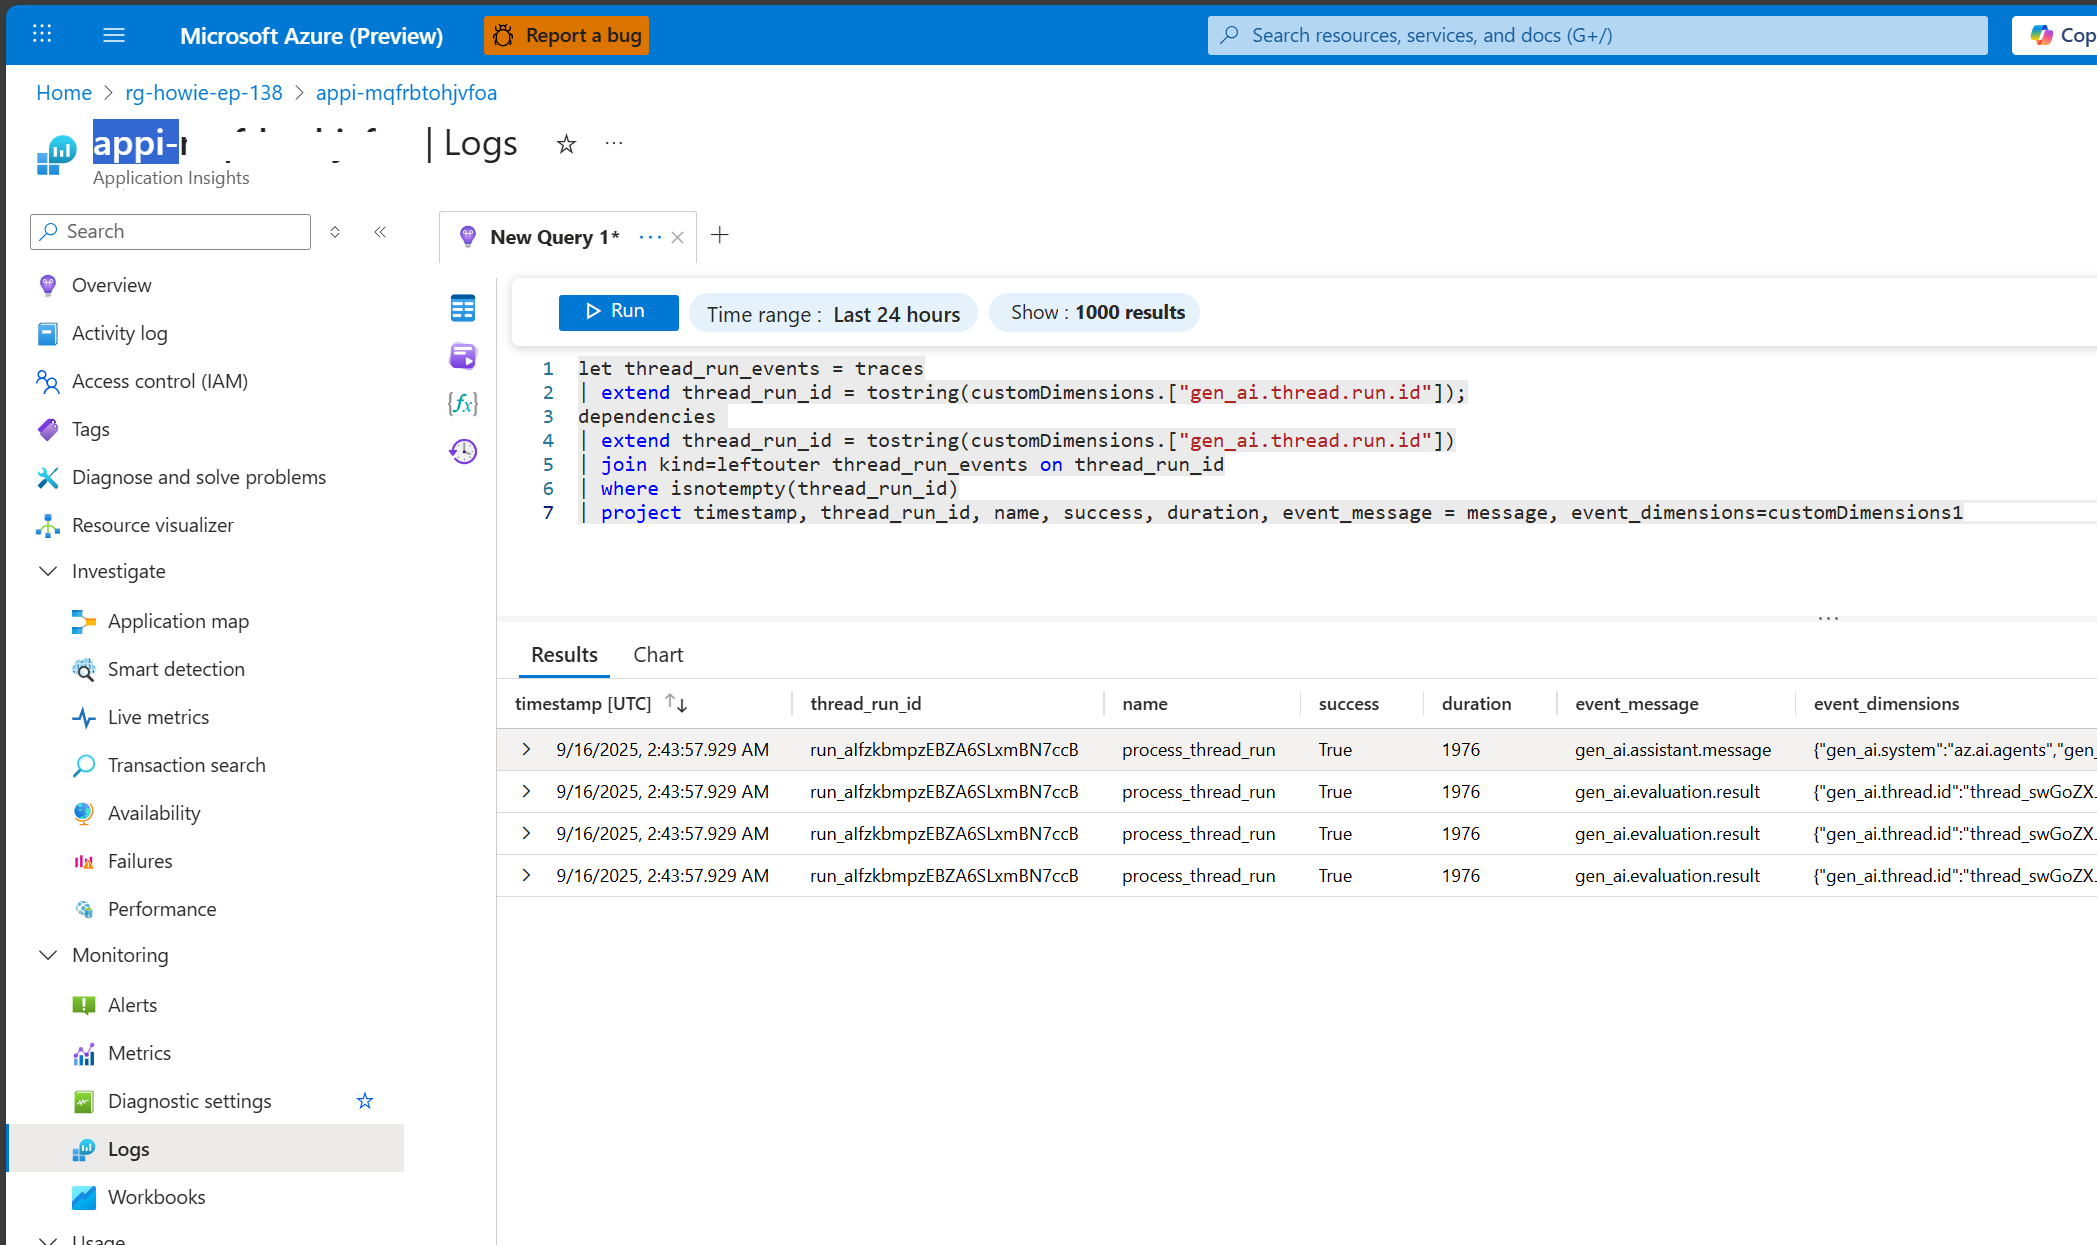 Microsoft Azure (Preview)
Report a bug
Search resources, services, and docs (G+/)
Home > rg-howie-ep-138 > appi-mqfrbtohjvfoa
appi- | Logs
Application Insights
Search
Overview
Activity log
Access control (IAM)
Tags
Diagnose and solve problems
Resource visualizer
Investigate
Application map
Smart detection
Live metrics
Transaction search
Availability
Failures
Performance
Monitoring
Alerts
Metrics
Diagnostic settings
Logs
Workbooks
Usage
New Query 1*
Run
Time range : Last 24 hours
Show : 1000 results
1 let thread_run_events = traces
2 | extend thread_run_id = tostring(customDimensions.["gen_ai.thread.run.id"]);
3 dependencies
4 | extend thread_run_id = tostring(customDimensions.["gen_ai.thread.run.id"])
5 | join kind=leftouter thread_run_events on thread_run_id
6 | where isnotempty(thread_run_id)
7 | project timestamp, thread_run_id, name, success, duration, event_message = message, event_dimensions=customDimensions1
Results Chart
timestamp [UTC] thread_run_id name success duration event_message event_dimensions
9/16/2025, 2:43:57.929 AM run_aIfzkbmpzEBZA6SLxmBN7ccB process_thread_run True 1976 gen_ai.assistant.message {"gen_ai.system":"az.ai.agents","gen_
9/16/2025, 2:43:57.929 AM run_aIfzkbmpzEBZA6SLxmBN7ccB process_thread_run True 1976 gen_ai.evaluation.result {"gen_ai.thread.id":"thread_swGoZX
9/16/2025, 2:43:57.929 AM run_aIfzkbmpzEBZA6SLxmBN7ccB process_thread_run True 1976 gen_ai.evaluation.result {"gen_ai.thread.id":"thread_swGoZX
9/16/2025, 2:43:57.929 AM run_aIfzkbmpzEBZA6SLxmBN7ccB process_thread_run True 1976 gen_ai.evaluation.result {"gen_ai.thread.id":"thread_swGoZX